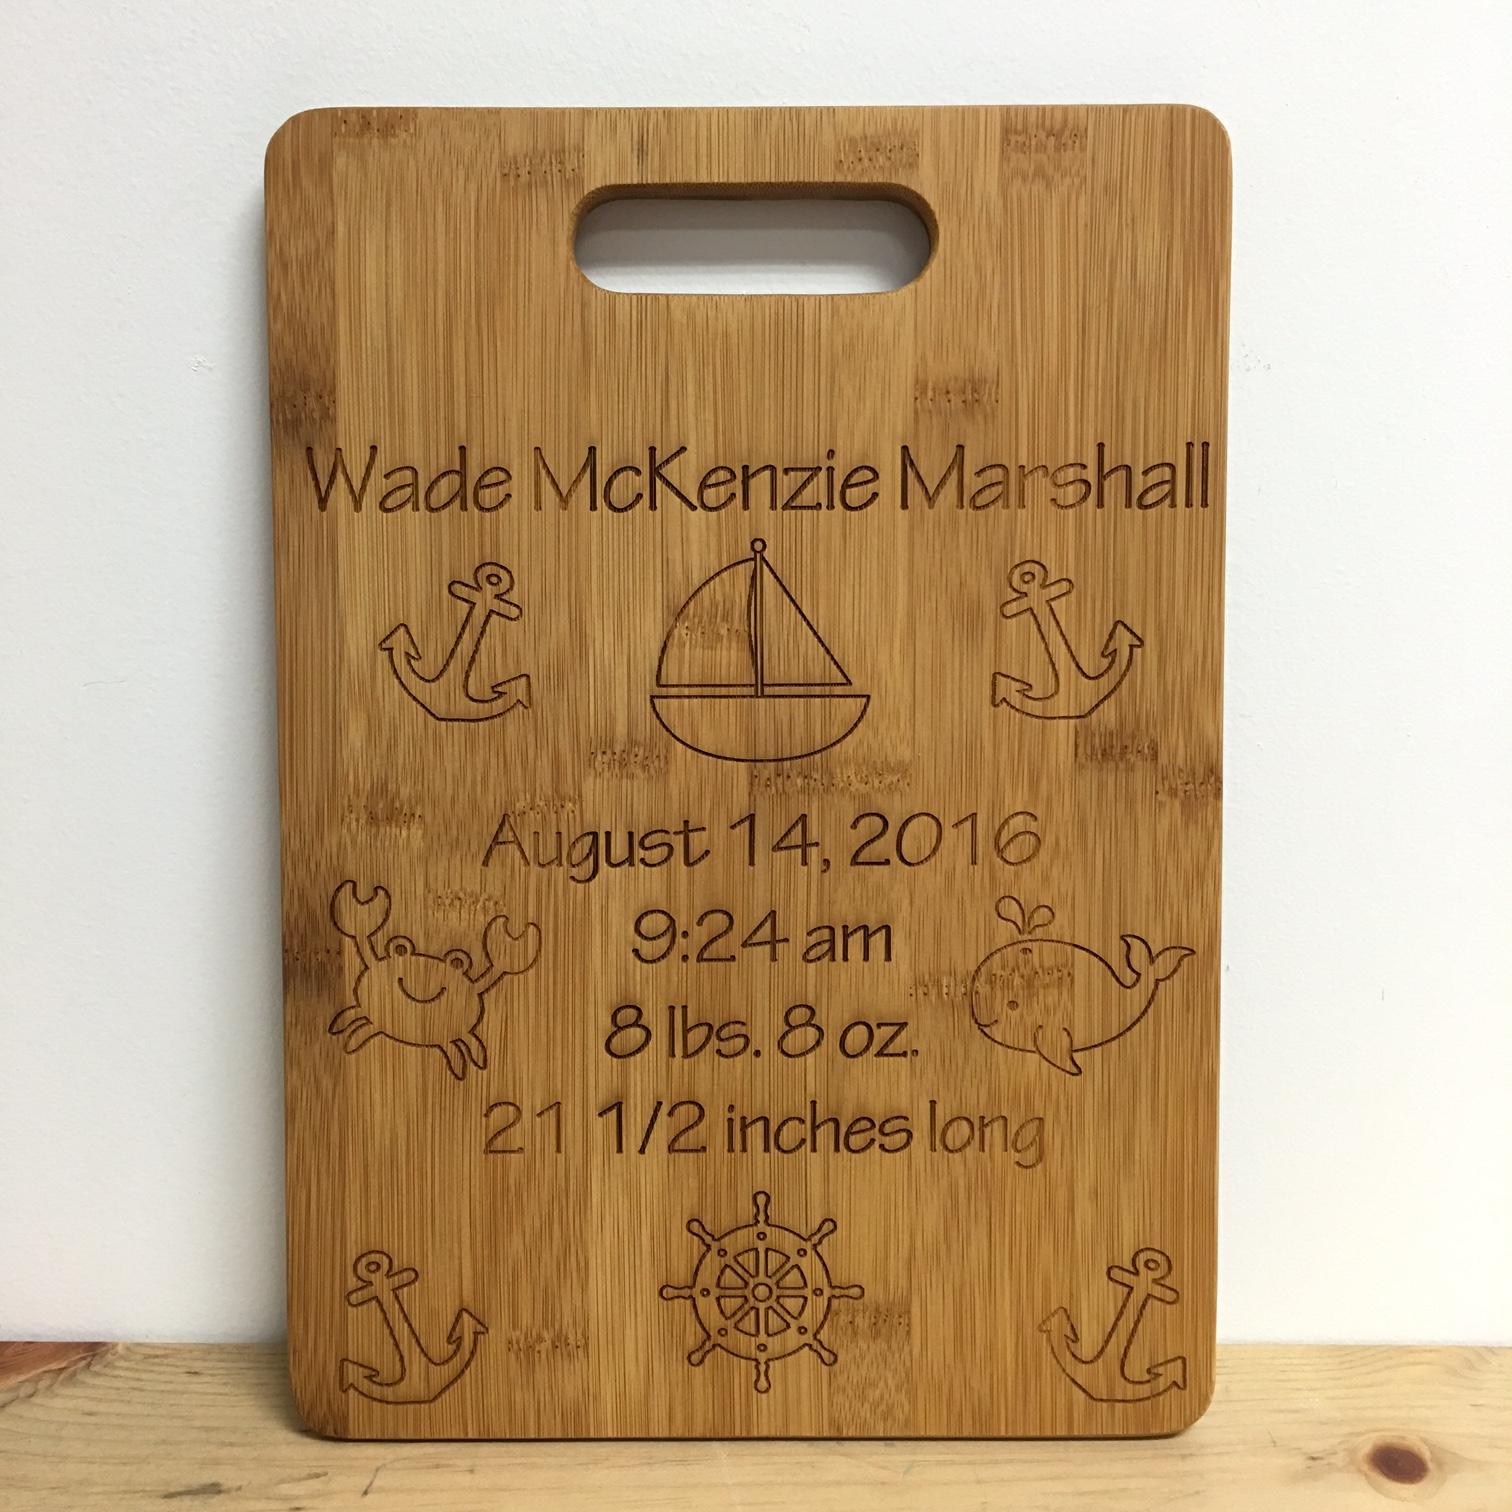 Wade McKenzie Marshall
August 14, 2016
9:24 am
8 lbs. 8 oz.
21 1/2 inches long